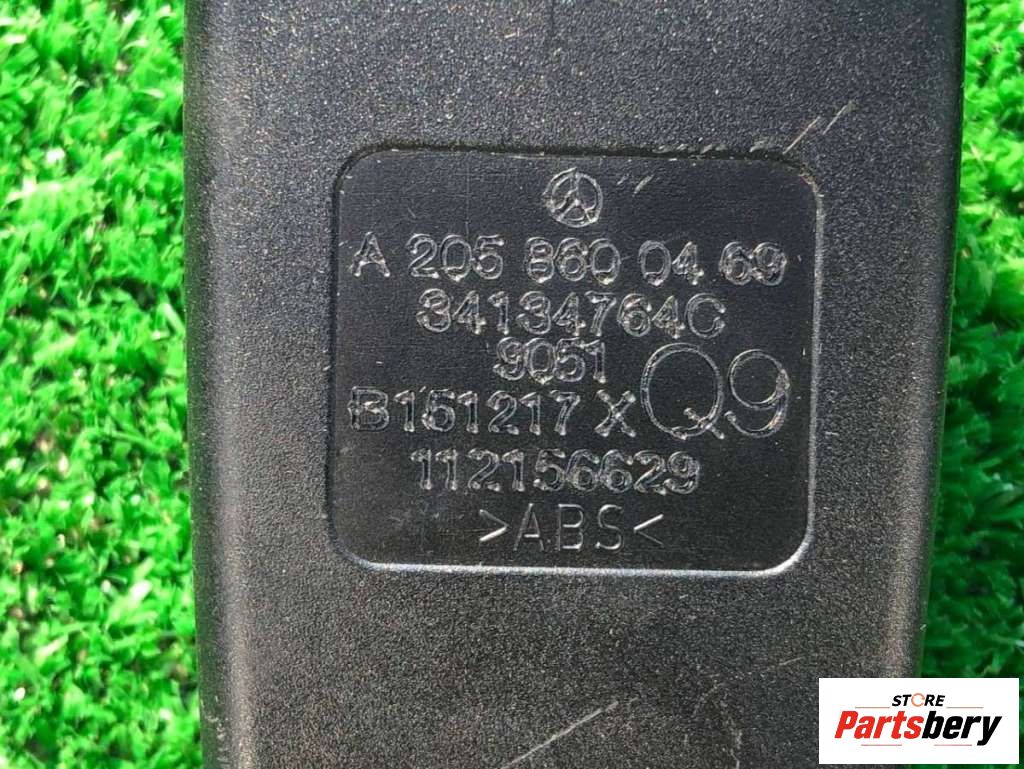 A 205 860 04 69
34134764C
9051
B151217 X Q9
112156629
>ABS<
STORE
Partsbery